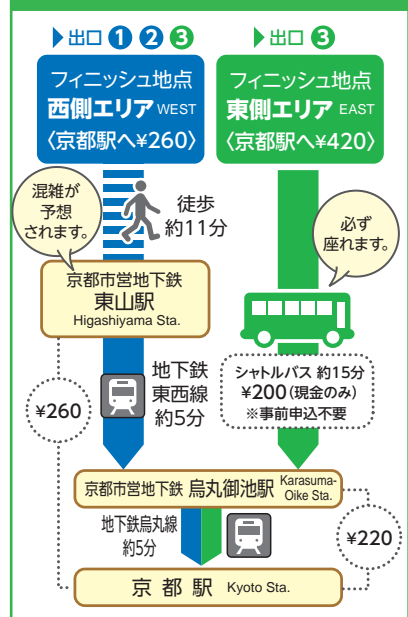 出口 1 2 3
フィニッシュ地点
西側エリア WEST
〈京都駅へ¥260〉
出口 3
フィニッシュ地点
東側エリア EAST
〈京都駅へ¥420〉
混雑が
予想
されます。
徒歩
約11分
必ず
座れます。
京都市営地下鉄
東山駅
Higashiyama Sta.
¥260
地下鉄
東西線
約5分
シャトルバス 約15分
¥200(現金のみ)
※事前申込不要
京都市営地下鉄 烏丸御池駅 Karasuma-
Oike Sta.
地下鉄烏丸線
約5分
¥220
京都駅 Kyoto Sta.